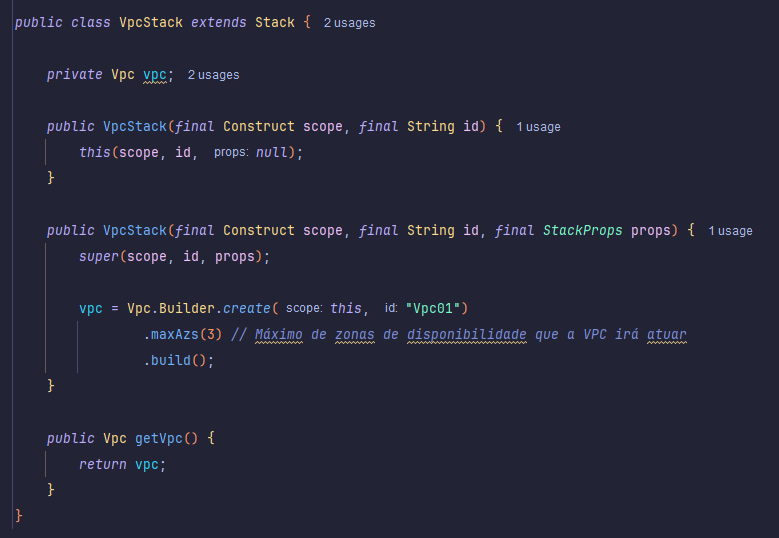 public class VpcStack extends Stack { 2 usages
private Vpc vpc; 2 usages
public VpcStack(final Construct scope, final String id) { 1 usage
this(scope, id, props: null);
}
public VpcStack(final Construct scope, final String id, final StackProps props) { 1 usage
super(scope, id, props);
vpc = Vpc.Builder.create( scope: this, id: "Vpc01")
.maxAzs(3) // Máximo de zonas de disponibilidade que a VPC irá atuar
.build();
}
public Vpc getVpc() {
return vpc;
}
}